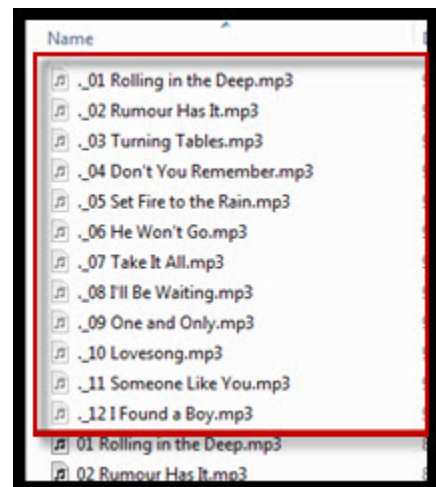 Name
._01 Rolling in the Deep.mp3
._02 Rumour Has It.mp3
._03 Turning Tables.mp3
._04 Don't You Remember.mp3
._05 Set Fire to the Rain.mp3
._06 He Won't Go.mp3
._07 Take It All.mp3
._08 I'll Be Waiting.mp3
._09 One and Only.mp3
._10 Lovesong.mp3
._11 Someone Like You.mp3
._12 I Found a Boy.mp3
01 Rolling in the Deep.mp3
02 Rumour Has It.mp3